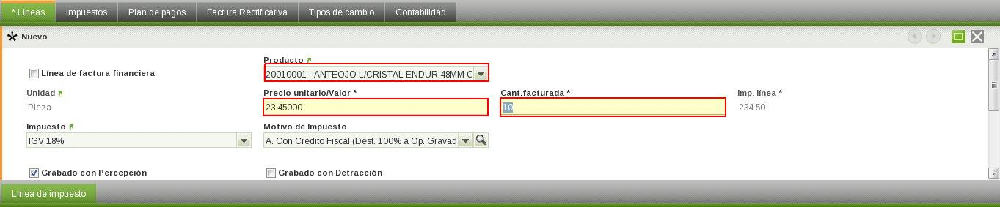 * Líneas
Impuestos
Plan de pagos
Factura Rectificativa
Tipos de cambio
Contabilidad
Nuevo
Línea de factura financiera
Producto
20010001 - ANTEOJO L/CRISTAL ENDUR.48MM C
Unidad
Pieza
Precio unitario/Valor *
23.45000
Cant.facturada *
10
Imp. línea *
234.50
Impuesto
IGV 18%
Motivo de Impuesto
A. Con Credito Fiscal (Dest. 100% a Op. Gravad
Grabado con Percepción
Grabado con Detracción
Línea de impuesto